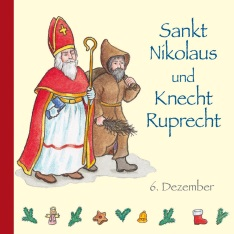 Sankt
Nikolaus
und
Knecht
Ruprecht
6. Dezember